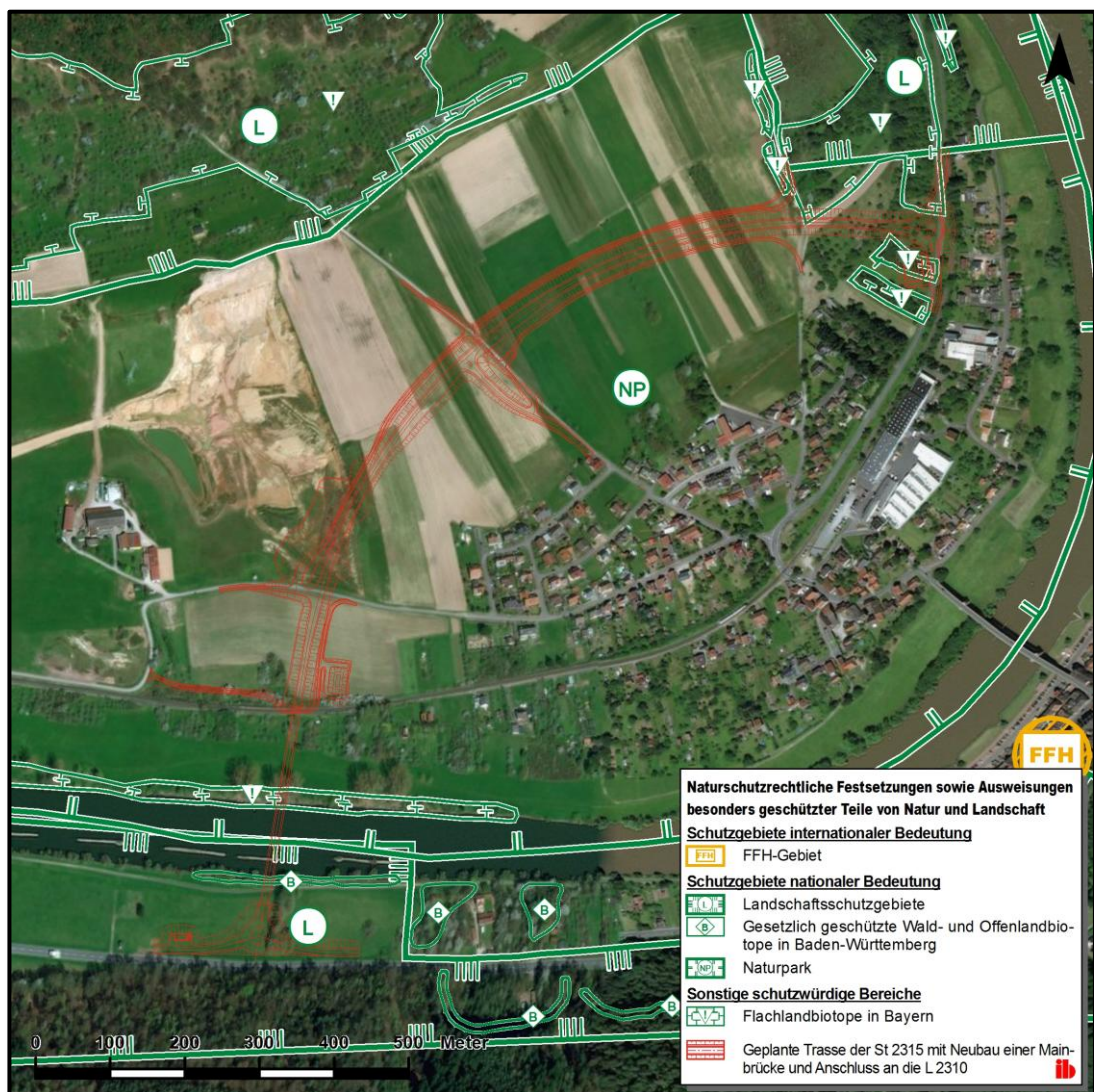 L
!
L
!
!
!
!
!
NP
FFH
!
B
L
B
B
B
B
0 100 200 300 400 500 Meter
Naturschutzrechtliche Festsetzungen sowie Ausweisungen
besonders geschützter Teile von Natur und Landschaft
Schutzgebiete internationaler Bedeutung
FFH FFH-Gebiet
Schutzgebiete nationaler Bedeutung
L Landschaftsschutzgebiete
B Gesetzlich geschützte Wald- und Offenlandbio-
tope in Baden-Württemberg
NP Naturpark
Sonstige schutzwürdige Bereiche
! Flachlandbiotope in Bayern
Geplante Trasse der St 2315 mit Neubau einer Main-
brücke und Anschluss an die L 2310
ib